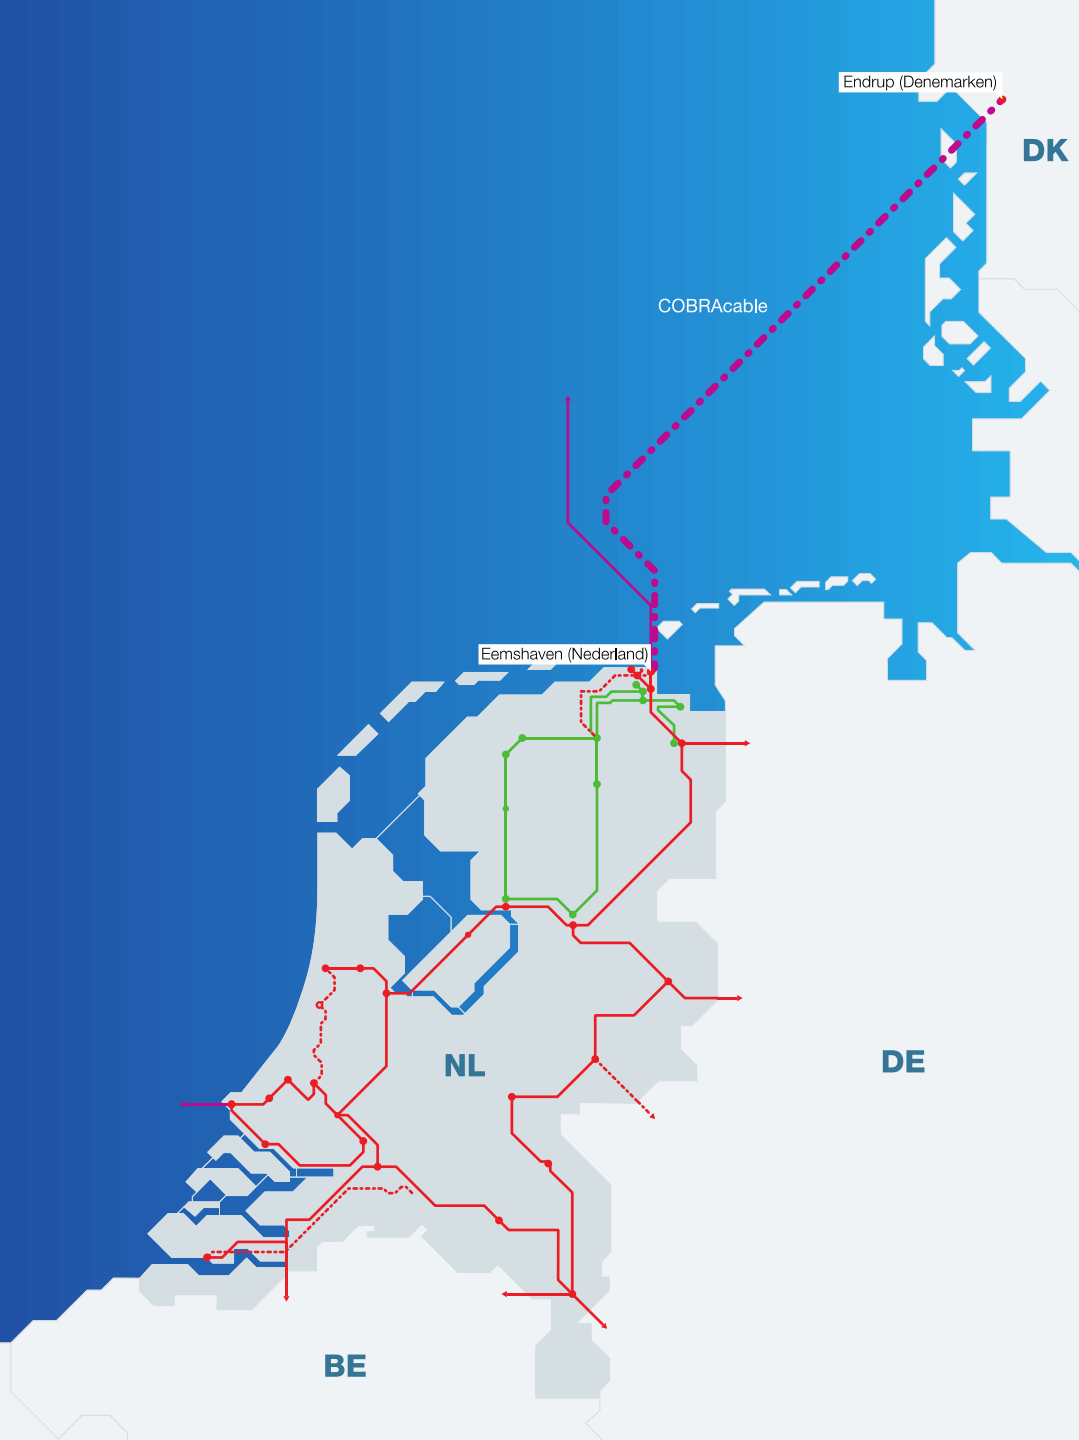 Endrup (Denemarken)
DK
COBRAcable
Eemshaven (Nederland)
NL
DE
BE